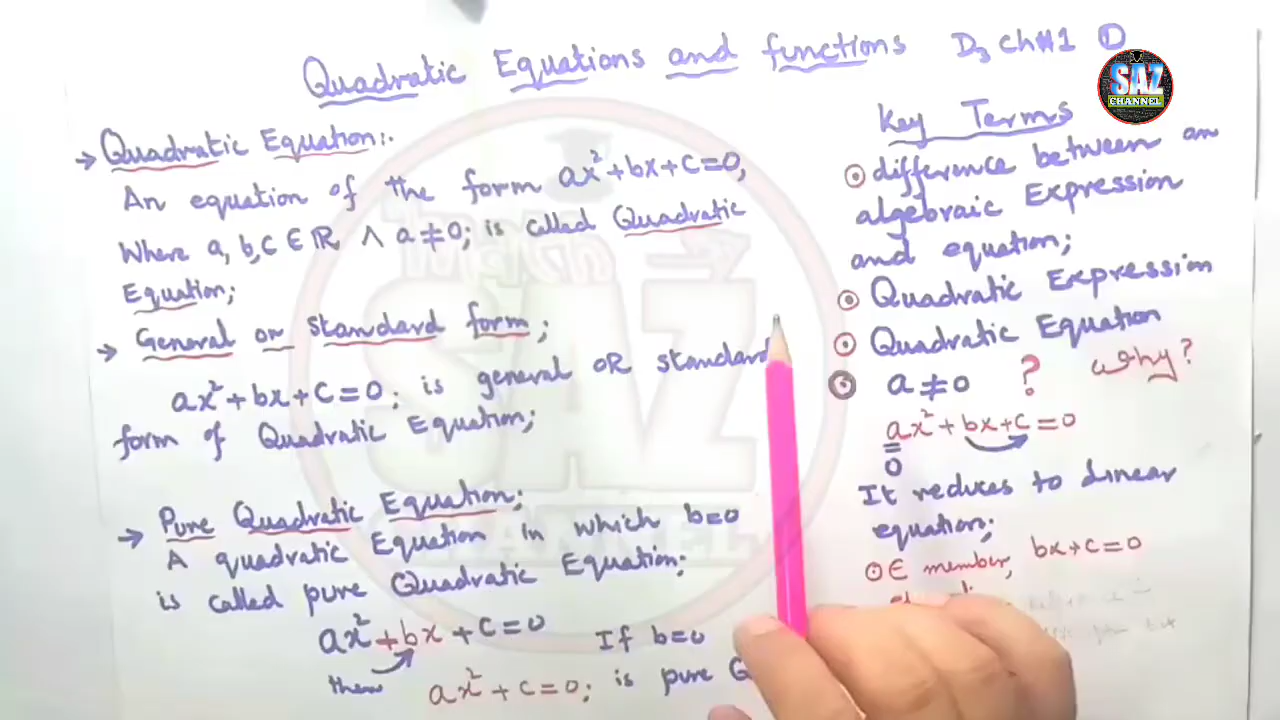 Quadratic Equations and functions D3 ch#1 ①
SAZ
CHANNEL
→ Quadratic Equation:.
An equation of the form ax²+bx+c=0,
Where a, b, c ∈ ℝ ∧ a≠0; is called Quadratic
Equation;
→ General or standard form;
ax²+bx+c=0; is general OR standard
form of Quadratic Equation;
→ Pure Quadratic Equation;
A quadratic Equation in which b=0
is called pure Quadratic Equation;
ax²+bx+c=0 If b=0
then ax²+c=0; is pure Q
Key Terms
⊙ difference between an
algebraic Expression
and equation;
⊙ Quadratic Expression
⊙ Quadratic Equation
⊙ a≠0 ? why?
ax²+bx+c=0
=
0
It reduces to Linear
equation;
⊙ ∈ member, bx+c=0
SAZ
CHANNEL